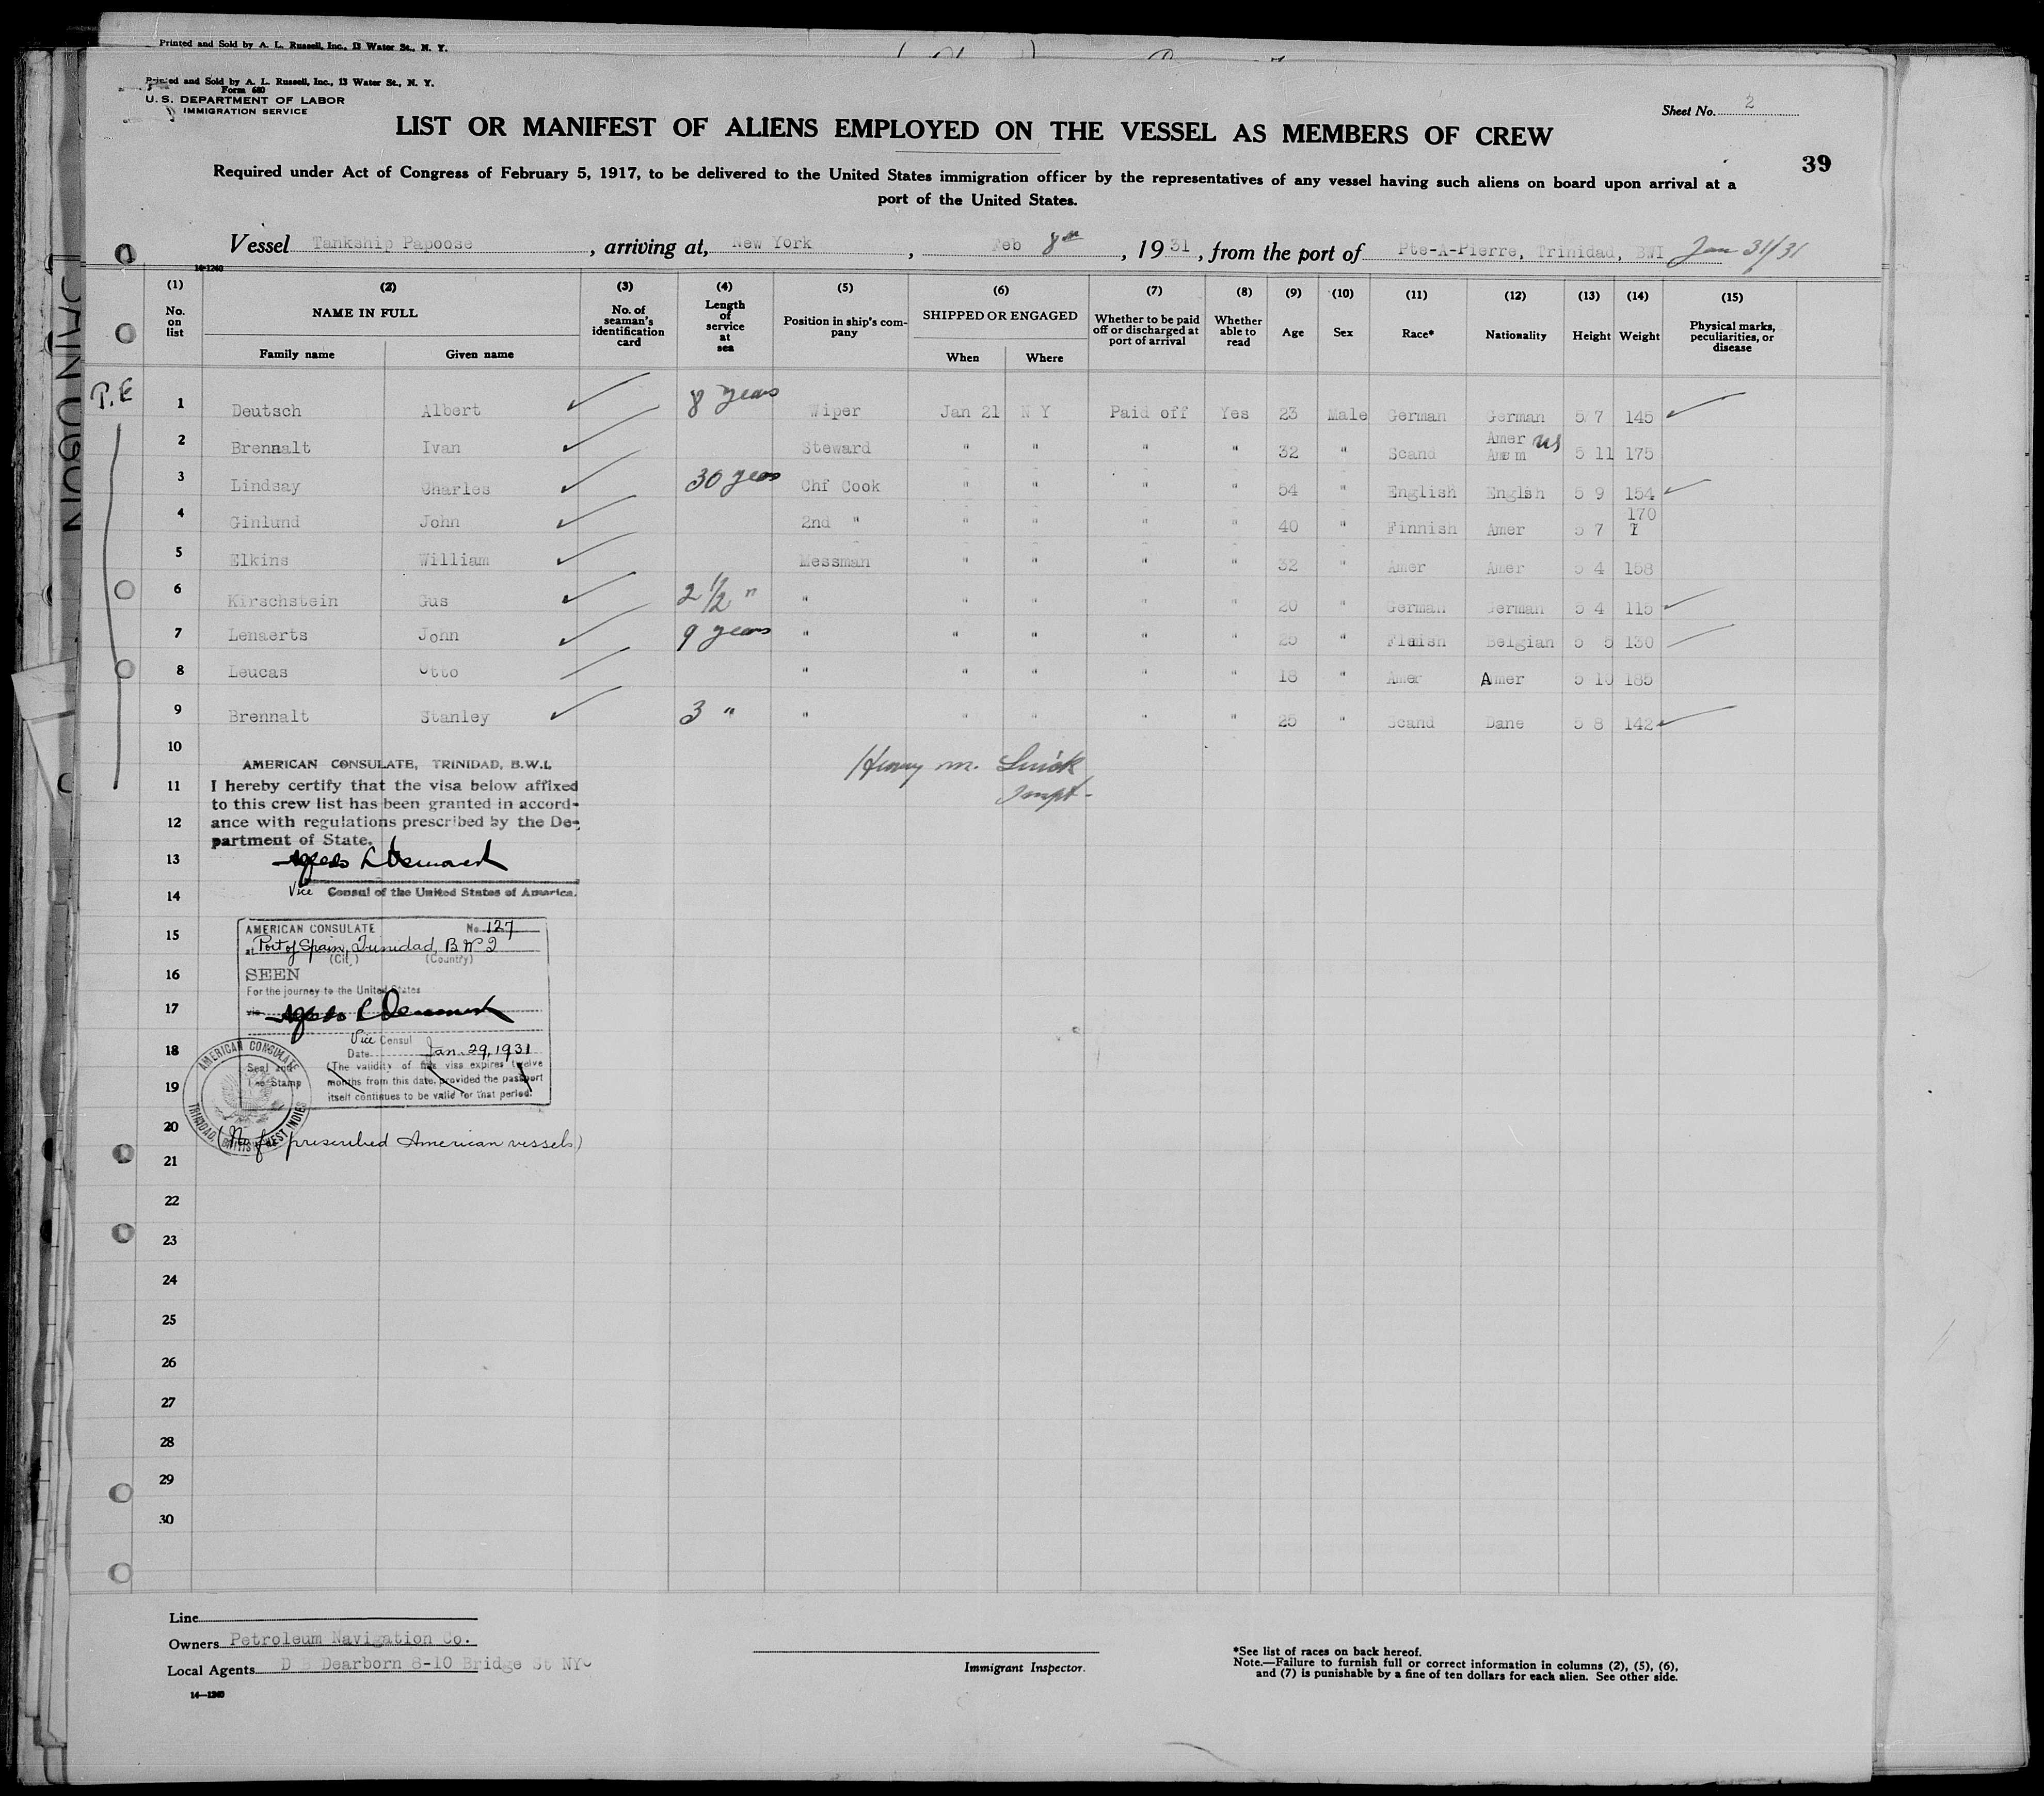 Printed and Sold by A. L. Russell, Inc., 13 Water St., N. Y.
Printed and Sold by A. L. Russell, Inc., 13 Water St., N. Y.
Form 680
U. S. DEPARTMENT OF LABOR
IMMIGRATION SERVICE
Sheet No. 2
LIST OR MANIFEST OF ALIENS EMPLOYED ON THE VESSEL AS MEMBERS OF CREW
39
Required under Act of Congress of February 5, 1917, to be delivered to the United States immigration officer by the representatives of any vessel having such aliens on board upon arrival at a
port of the United States.
Vessel Tankship Papoose, arriving at, New York, Feb 8th, 1931, from the port of Pte-A-Pierre, Trinidad, BWI Jan 31/31
14-1240
(1) No. on list (2) NAME IN FULL Family name Given name (3) No. of seaman's identification card (4) Length of service at sea (5) Position in ship's company (6) SHIPPED OR ENGAGED When Where (7) Whether to be paid off or discharged at port of arrival (8) Whether able to read (9) Age (10) Sex (11) Race* (12) Nationality (13) Height (14) Weight (15) Physical marks, peculiarities, or disease
P.E
1 Deutsch Albert ✓ 8 years Wiper Jan 21 N Y Paid off Yes 23 Male German German 5 7 145 ✓
2 Brennalt Ivan ✓ Steward " " " " 32 " Scand Amer US 5 11 175
3 Lindsay Charles ✓ 30 years Chf Cook " " " " 54 " English English 5 9 154 ✓
4 Ginlund John ✓ 2nd " " " " " 40 " Finnish Amer 5 7 170
5 Elkins William ✓ Messman " " " " 32 " Amer Amer 5 4 158
6 Kirschstein Gus ✓ 2 1/2 " " " " " " 20 " German German 5 4 115 ✓
7 Lenaerts John ✓ 9 years " " " " " 25 " Flemish Belgian 5 5 130 ✓
8 Leucas Otto ✓ " " " " " 18 " Amer Amer 5 10 185
9 Brennalt Stanley ✓ 3 " " " " " " 25 " Scand Dane 5 8 142 ✓
10
11
12
13
14
15
16
17
18
19
20
21
22
23
24
25
26
27
28
29
30
Henry M.
AMERICAN CONSULATE, TRINIDAD, B.W.I.
I hereby certify that the visa below affixed
to this crew list has been granted in accord-
ance with regulations prescribed by the De-
partment of State.
Vice Consul of the United States of America.
AMERICAN CONSULATE No. 127
at Port of Spain, Trinidad, B W I
(City) (Country)
SEEN
For the journey to the United States
via
Vice Consul
Date Jan. 29, 1931
(The validity of this visa expires twelve
months from this date, provided the passport
itself continues to be valid for that period.
Seal and
Fee Stamp
AMERICAN CONSULATE
TRINIDAD, BRITISH WEST INDIES
(No fee prescribed American vessels)
Line
Owners Petroleum Navigation Co.
Local Agents D B Dearborn 8-10 Bridge St NYC
14-1240
Immigrant Inspector.
*See list of races on back hereof.
Note.—Failure to furnish full or correct information in columns (2), (5), (6),
and (7) is punishable by a fine of ten dollars for each alien. See other side.